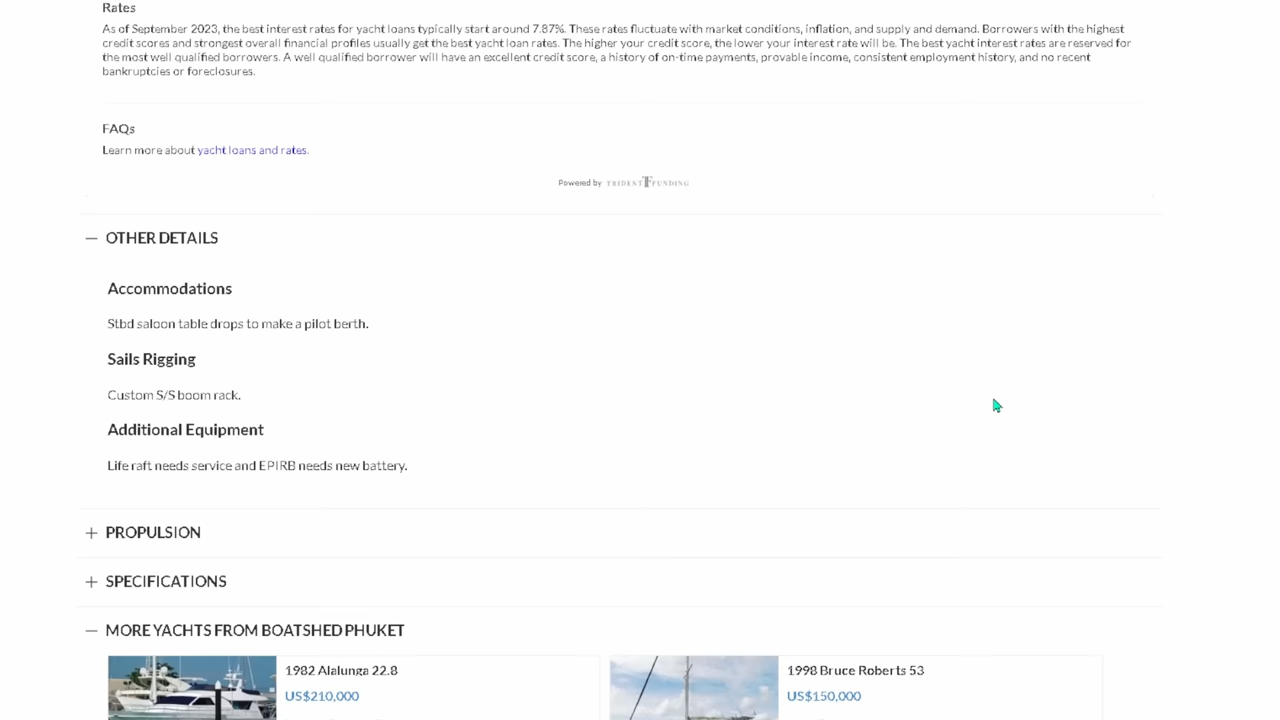 Rates
As of September 2023, the best interest rates for yacht loans typically start around 7.87%. These rates fluctuate with market conditions, inflation, and supply and demand. Borrowers with the highest
credit scores and strongest overall financial profiles usually get the best yacht loan rates. The higher your credit score, the lower your interest rate will be. The best yacht interest rates are reserved for
the most well qualified borrowers. A well qualified borrower will have an excellent credit score, a history of on-time payments, provable income, consistent employment history, and no recent
bankruptcies or foreclosures.
FAQs
Learn more about yacht loans and rates.
Powered by TRIDENT FUNDING
— OTHER DETAILS
Accommodations
Stbd saloon table drops to make a pilot berth.
Sails Rigging
Custom S/S boom rack.
Additional Equipment
Life raft needs service and EPIRB needs new battery.
+ PROPULSION
+ SPECIFICATIONS
— MORE YACHTS FROM BOATSHED PHUKET
1982 Alalunga 22.8
US$210,000
1998 Bruce Roberts 53
US$150,000